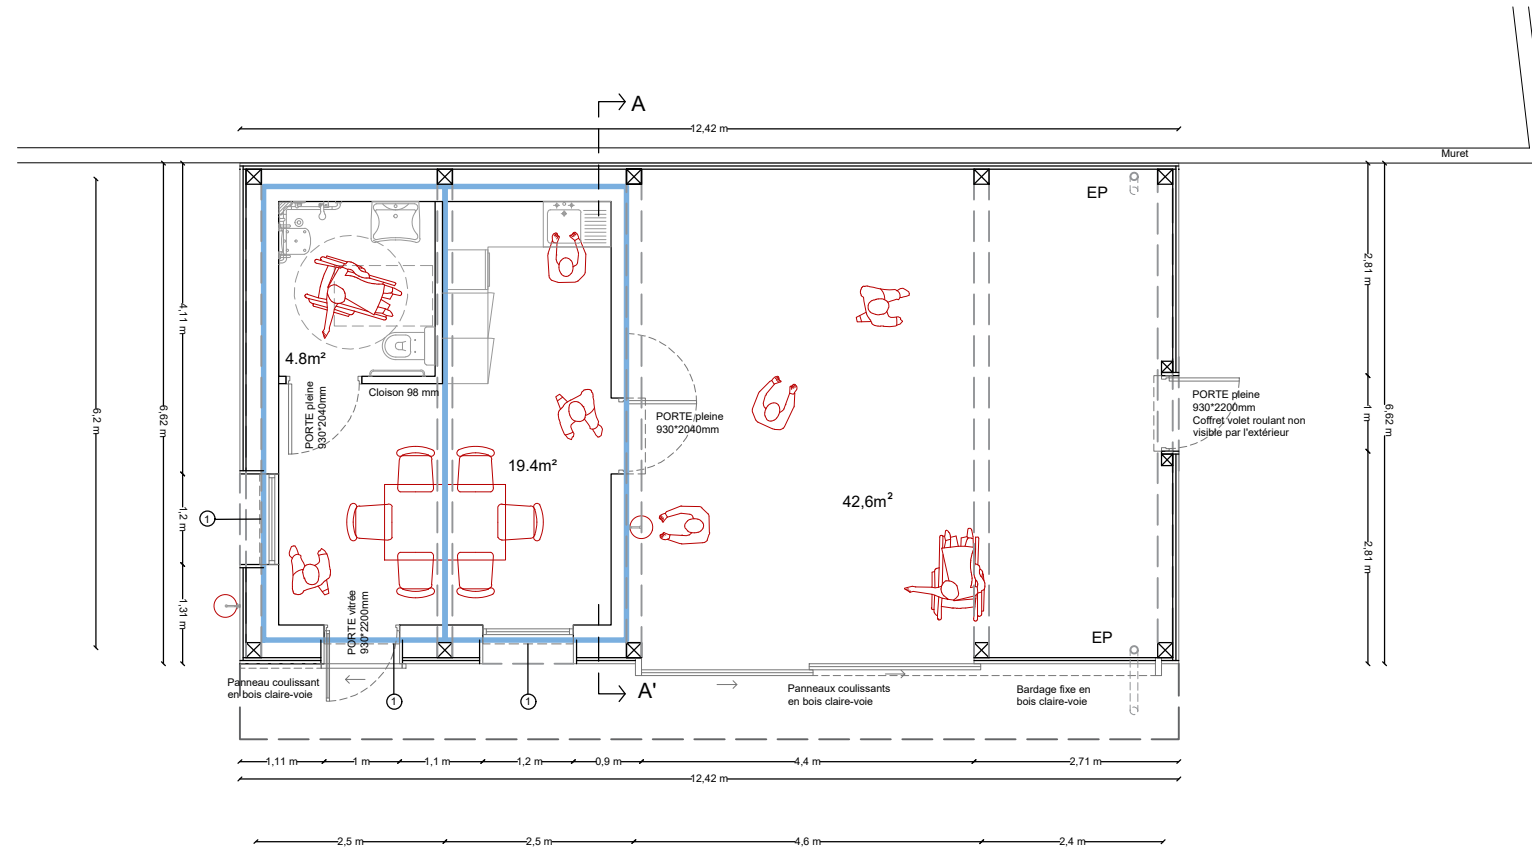 A
12,42 m
Muret
EP
4,11 m
6,62 m
6,2 m
1,2 m
1,31 m
4.8m²
Cloison 98 mm
PORTE pleine
930*2040mm
19.4m²
PORTE pleine
930*2040mm
42,6m²
2,81 m
1 m
6,62 m
2,81 m
PORTE pleine
930*2200mm
Coffret volet roulant non
visible par l'extérieur
1
PORTE vitrée
930*2200mm
EP
Panneau coulissant
en bois claire-voie
1
1
A'
Panneaux coulissants
en bois claire-voie
Bardage fixe en
bois claire-voie
1,11 m
1 m
1,1 m
1,2 m
0,9 m
4,4 m
2,71 m
12,42 m
2,5 m
2,5 m
4,6 m
2,4 m